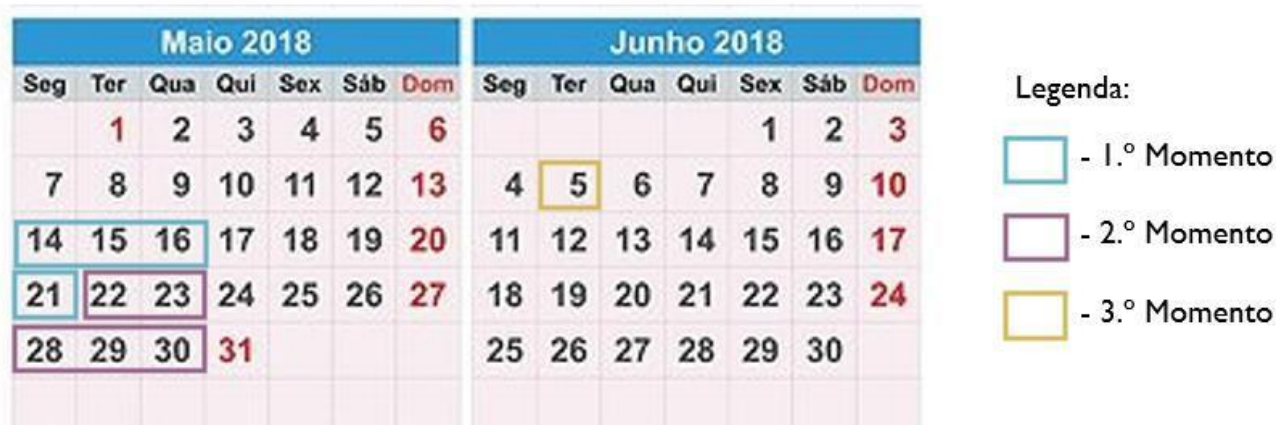 Maio 2018
Seg Ter Qua Qui Sex Sáb Dom
1 2 3 4 5 6
7 8 9 10 11 12 13
14 15 16 17 18 19 20
21 22 23 24 25 26 27
28 29 30 31
Junho 2018
Seg Ter Qua Qui Sex Sáb Dom
1 2 3
4 5 6 7 8 9 10
11 12 13 14 15 16 17
18 19 20 21 22 23 24
25 26 27 28 29 30
Legenda:
- 1.º Momento
- 2.º Momento
- 3.º Momento